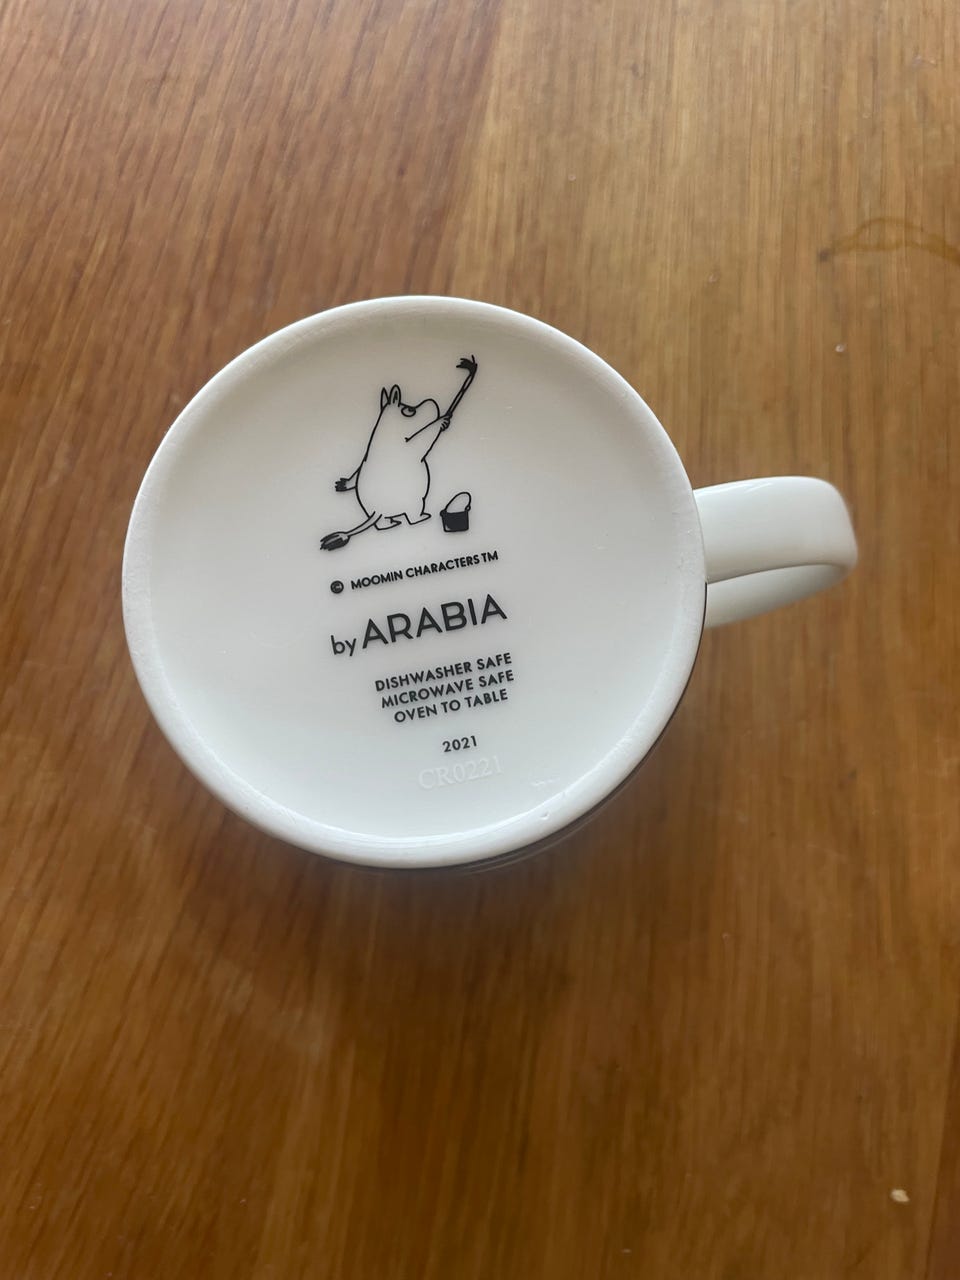 © MOOMIN CHARACTERS TM
by ARABIA
DISHWASHER SAFE
MICROWAVE SAFE
OVEN TO TABLE
2021
CR0221